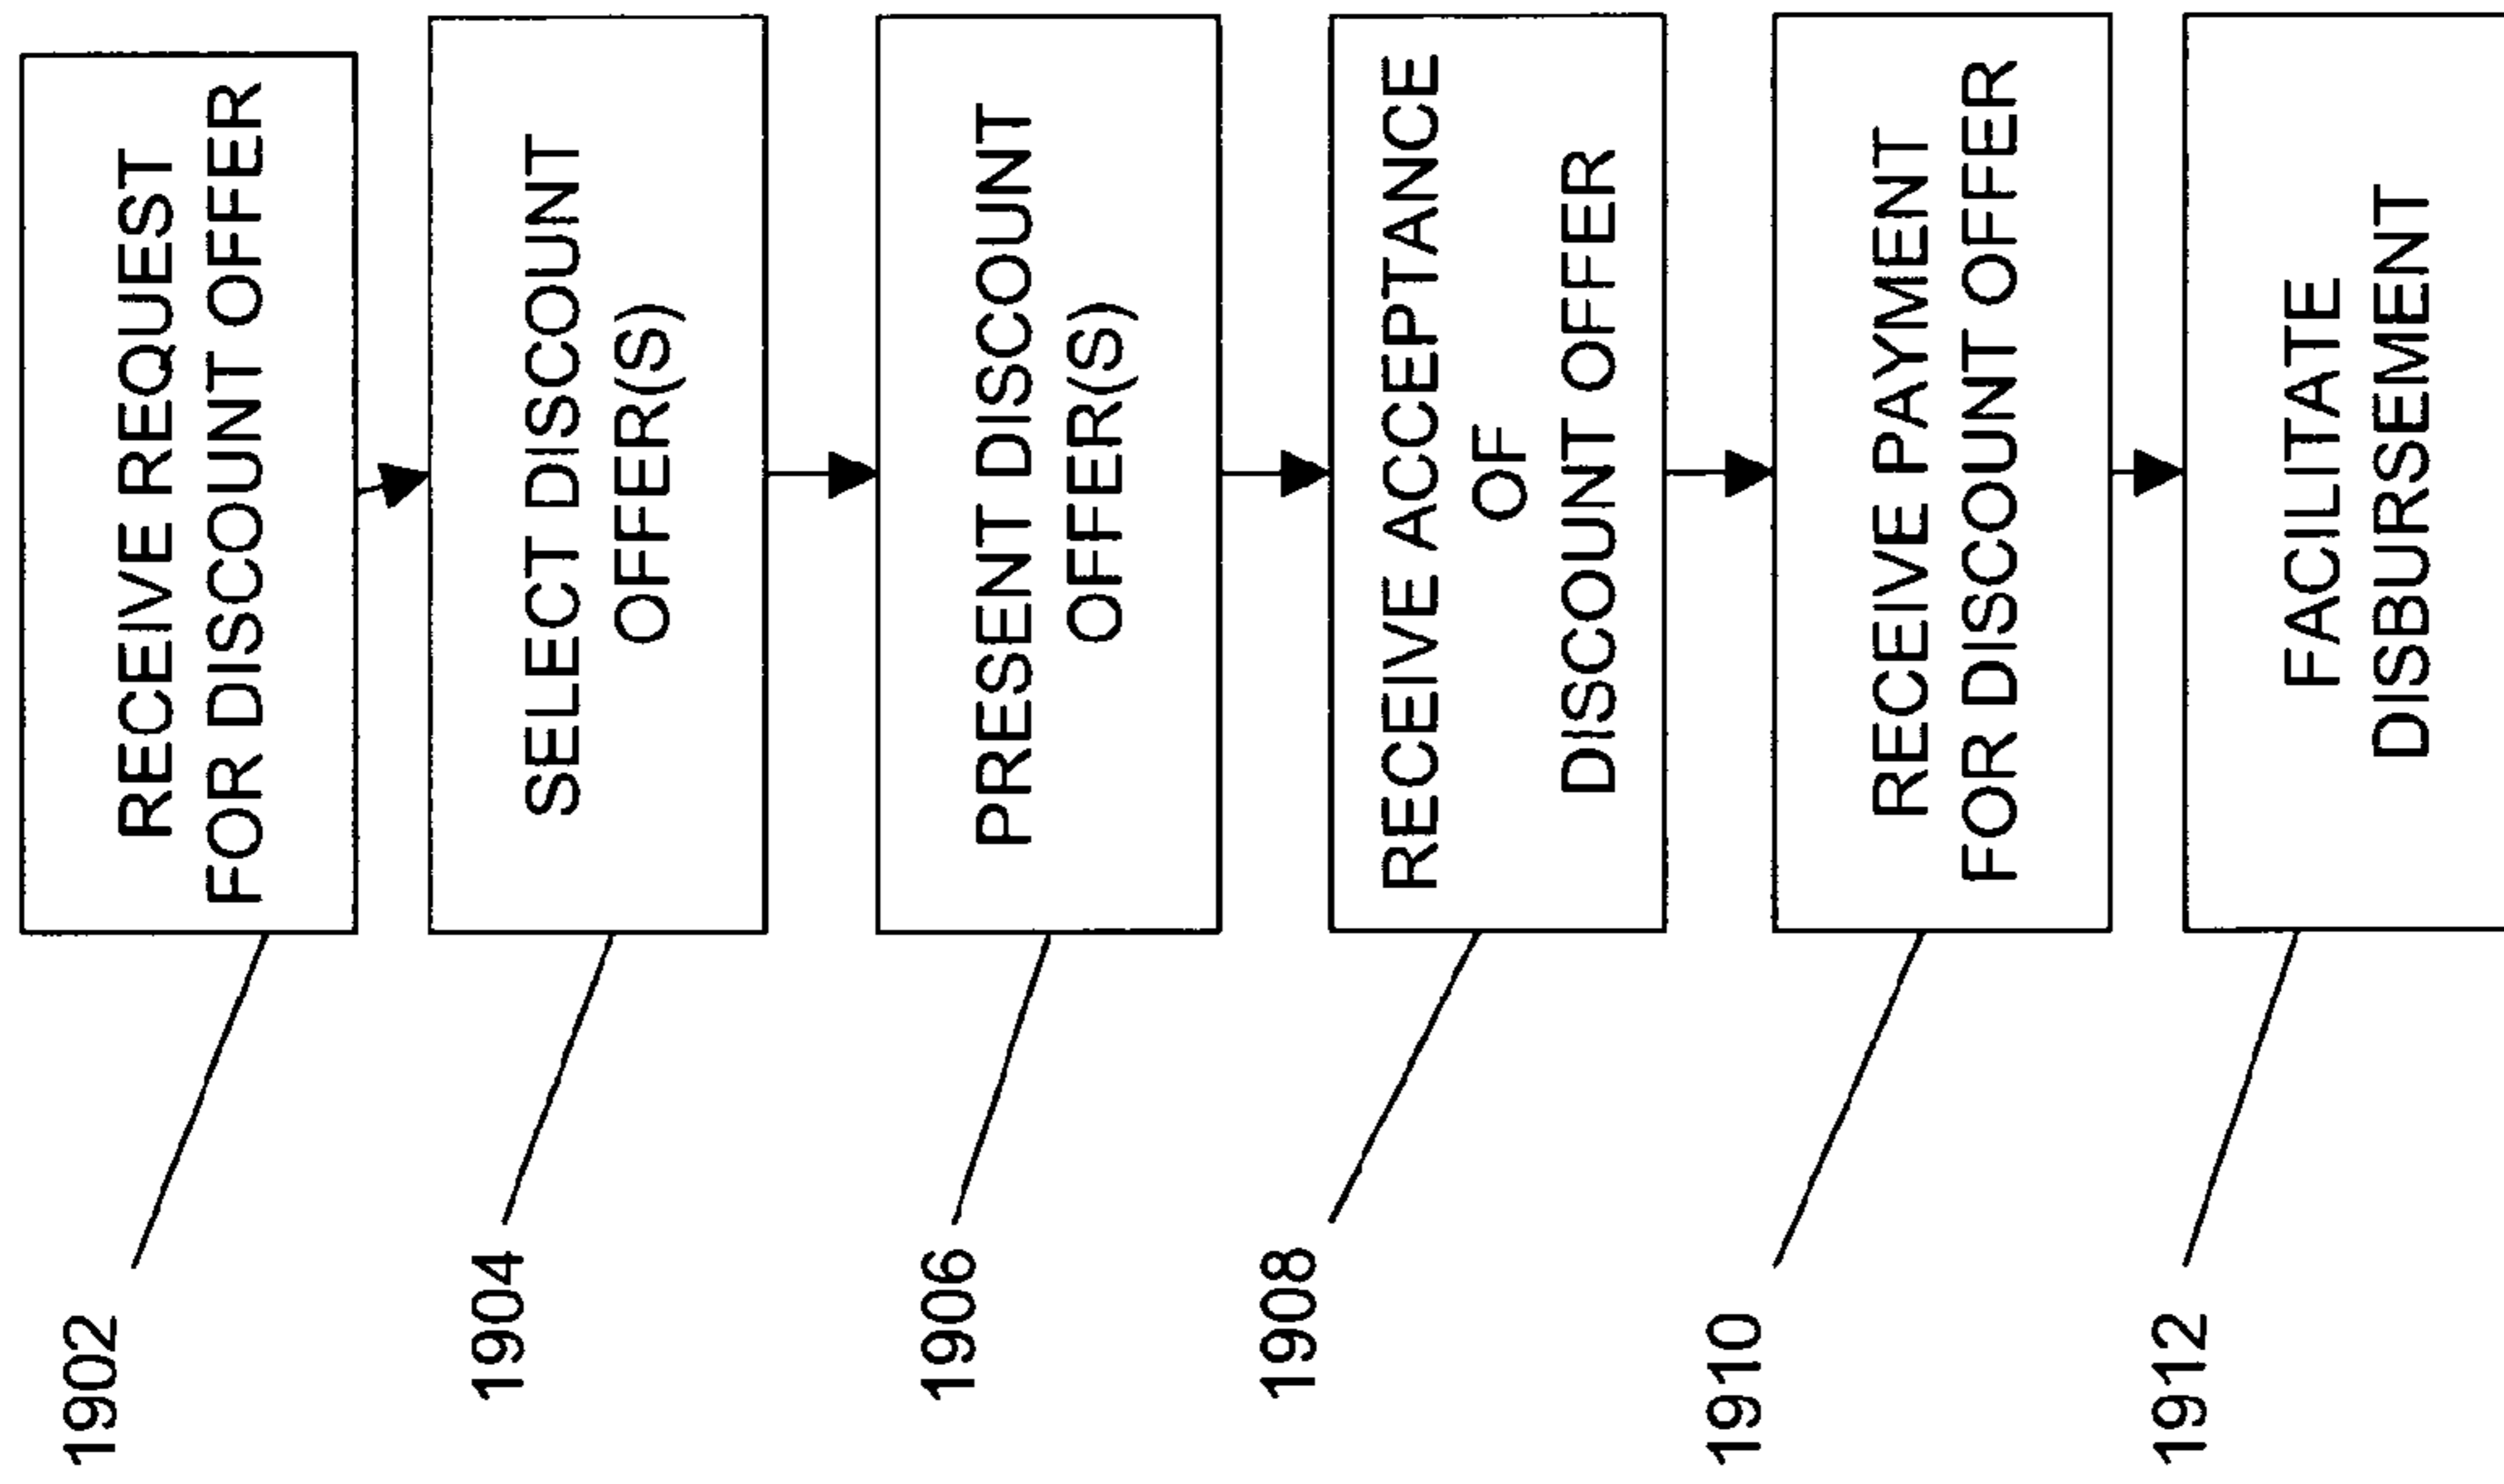 1902
RECEIVE REQUEST
FOR DISCOUNT OFFER
1904
SELECT DISCOUNT
OFFER(S)
1906
PRESENT DISCOUNT
OFFER(S)
1908
RECEIVE ACCEPTANCE
OF
DISCOUNT OFFER
1910
RECEIVE PAYMENT
FOR DISCOUNT OFFER
1912
FACILITATE
DISBURSEMENT